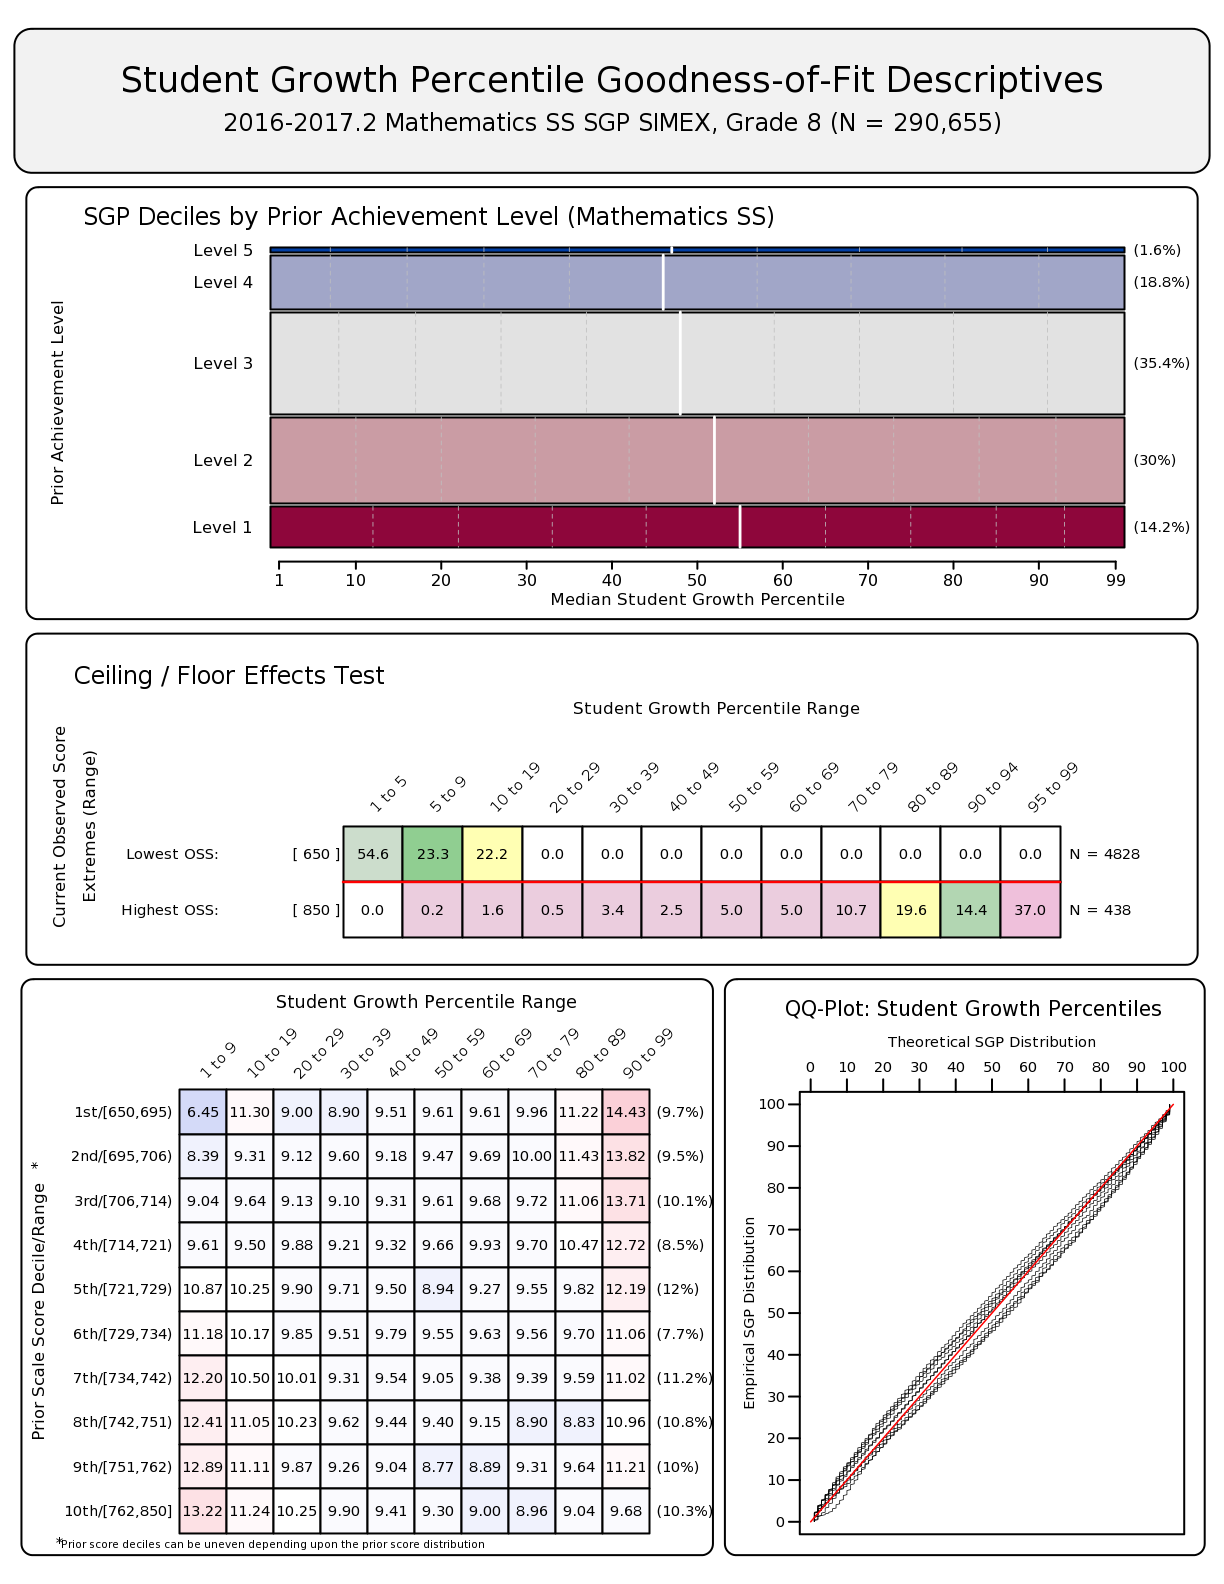 Student Growth Percentile Goodness-of-Fit Descriptives
2016-2017.2 Mathematics SS SGP SIMEX, Grade 8 (N = 290,655)
SGP Deciles by Prior Achievement Level (Mathematics SS)
Prior Achievement Level
Level 5 (1.6%)
Level 4 (18.8%)
Level 3 (35.4%)
Level 2 (30%)
Level 1 (14.2%)
1 10 20 30 40 50 60 70 80 90 99
Median Student Growth Percentile
Ceiling / Floor Effects Test
Student Growth Percentile Range
Current Observed Score
Extremes (Range)
1 to 5 5 to 9 10 to 19 20 to 29 30 to 39 40 to 49 50 to 59 60 to 69 70 to 79 80 to 89 90 to 94 95 to 99
Lowest OSS: [ 650 ] 54.6 23.3 22.2 0.0 0.0 0.0 0.0 0.0 0.0 0.0 0.0 0.0 N = 4828
Highest OSS: [ 850 ] 0.0 0.2 1.6 0.5 3.4 2.5 5.0 5.0 10.7 19.6 14.4 37.0 N = 438
Student Growth Percentile Range
1 to 9 10 to 19 20 to 29 30 to 39 40 to 49 50 to 59 60 to 69 70 to 79 80 to 89 90 to 99
Prior Scale Score Decile/Range *
1st/[650,695) 6.45 11.30 9.00 8.90 9.51 9.61 9.61 9.96 11.22 14.43 (9.7%)
2nd/[695,706) 8.39 9.31 9.12 9.60 9.18 9.47 9.69 10.00 11.43 13.82 (9.5%)
3rd/[706,714) 9.04 9.64 9.13 9.10 9.31 9.61 9.68 9.72 11.06 13.71 (10.1%)
4th/[714,721) 9.61 9.50 9.88 9.21 9.32 9.66 9.93 9.70 10.47 12.72 (8.5%)
5th/[721,729) 10.87 10.25 9.90 9.71 9.50 8.94 9.27 9.55 9.82 12.19 (12%)
6th/[729,734) 11.18 10.17 9.85 9.51 9.79 9.55 9.63 9.56 9.70 11.06 (7.7%)
7th/[734,742) 12.20 10.50 10.01 9.31 9.54 9.05 9.38 9.39 9.59 11.02 (11.2%)
8th/[742,751) 12.41 11.05 10.23 9.62 9.44 9.40 9.15 8.90 8.83 10.96 (10.8%)
9th/[751,762) 12.89 11.11 9.87 9.26 9.04 8.77 8.89 9.31 9.64 11.21 (10%)
10th/[762,850] 13.22 11.24 10.25 9.90 9.41 9.30 9.00 8.96 9.04 9.68 (10.3%)
*Prior score deciles can be uneven depending upon the prior score distribution
QQ-Plot: Student Growth Percentiles
Theoretical SGP Distribution
0 10 20 30 40 50 60 70 80 90 100
Empirical SGP Distribution
100
90
80
70
60
50
40
30
20
10
0